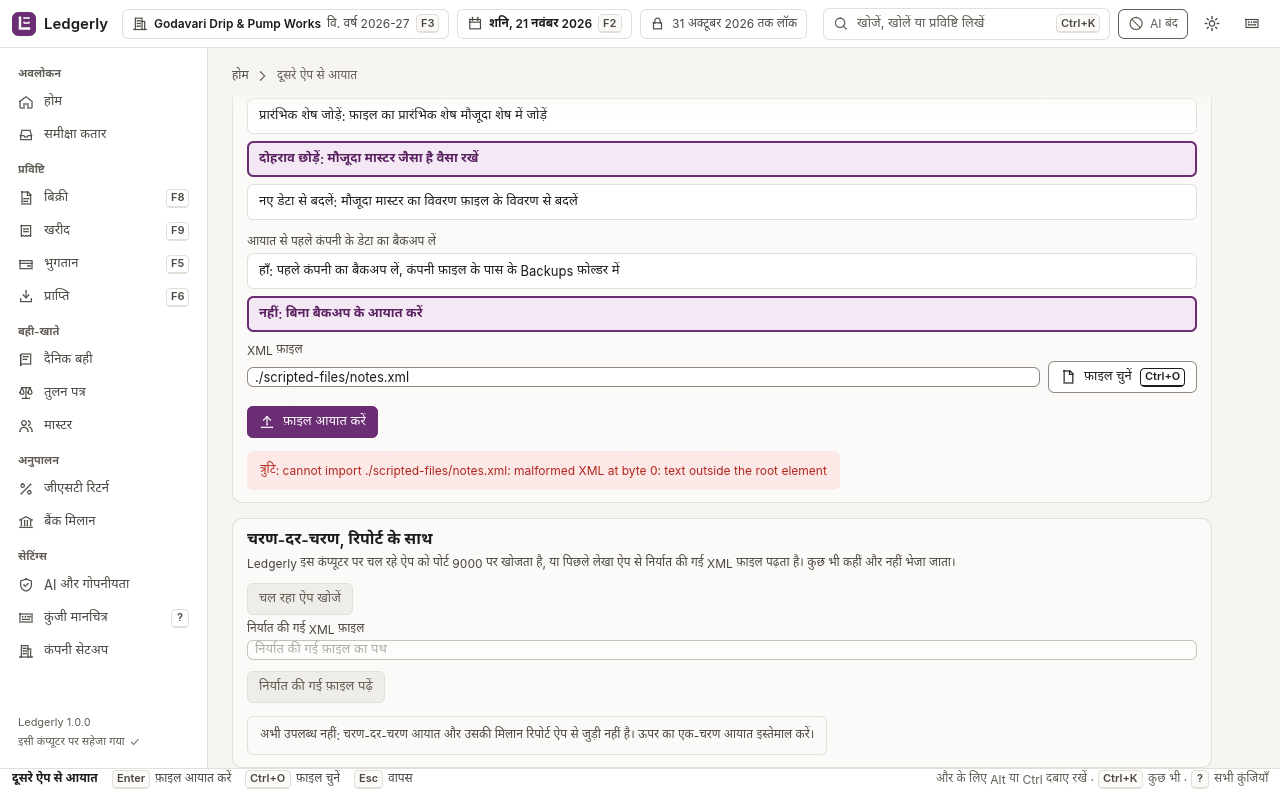 Ledgerly
Godavari Drip & Pump Works वि. वर्ष 2026-27 F3
शनि, 21 नवंबर 2026 F2
31 अक्टूबर 2026 तक लॉक
खोजें, खोलें या प्रविष्टि लिखें Ctrl+K
AI बंद
अवलोकन
होम
समीक्षा कतार
प्रविष्टि
बिक्री F8
खरीद F9
भुगतान F5
प्राप्ति F6
बही-खाते
दैनिक बही
तुलन पत्र
मास्टर
अनुपालन
जीएसटी रिटर्न
बैंक मिलान
सेटिंग्स
AI और गोपनीयता
कुंजी मानचित्र ?
कंपनी सेटअप
Ledgerly 1.0.0
इसी कंप्यूटर पर सहेजा गया
होम > दूसरे ऐप से आयात
प्रारंभिक शेष जोड़ें: फ़ाइल का प्रारंभिक शेष मौजूदा शेष में जोड़ें
दोहराव छोड़ें: मौजूदा मास्टर जैसा है वैसा रखें
नए डेटा से बदलें: मौजूदा मास्टर का विवरण फ़ाइल के विवरण से बदलें
आयात से पहले कंपनी के डेटा का बैकअप लें
हाँ: पहले कंपनी का बैकअप लें, कंपनी फ़ाइल के पास के Backups फ़ोल्डर में
नहीं: बिना बैकअप के आयात करें
XML फ़ाइल
./scripted-files/notes.xml
फ़ाइल चुनें Ctrl+O
फ़ाइल आयात करें
त्रुटि: cannot import ./scripted-files/notes.xml: malformed XML at byte 0: text outside the root element
चरण-दर-चरण, रिपोर्ट के साथ
Ledgerly इस कंप्यूटर पर चल रहे ऐप को पोर्ट 9000 पर खोजता है, या पिछले लेखा ऐप से निर्यात की गई XML फ़ाइल पढ़ता है। कुछ भी कहीं और नहीं भेजा जाता।
चल रहा ऐप खोजें
निर्यात की गई XML फ़ाइल
निर्यात की गई फ़ाइल का पथ
निर्यात की गई फ़ाइल पढ़ें
अभी उपलब्ध नहीं: चरण-दर-चरण आयात और उसकी मिलान रिपोर्ट ऐप से जुड़ी नहीं है। ऊपर का एक-चरण आयात इस्तेमाल करें।
दूसरे ऐप से आयात Enter फ़ाइल आयात करें Ctrl+O फ़ाइल चुनें Esc वापस
और के लिए Alt या Ctrl दबाए रखें · Ctrl+K कुछ भी · ? सभी कुंजियाँ